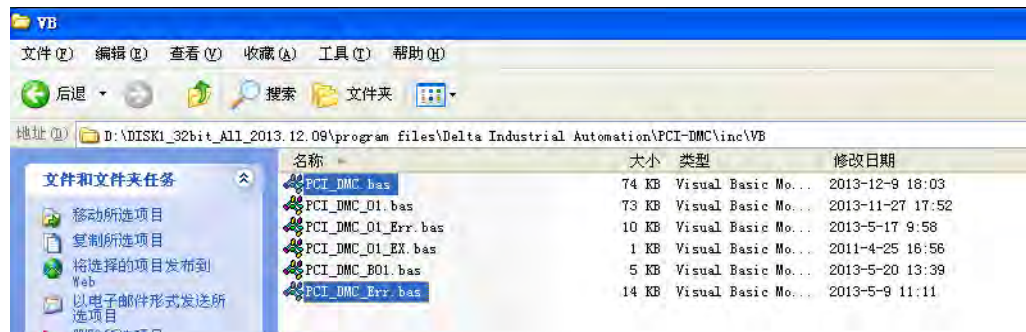 VB
文件(F) 编辑(E) 查看(V) 收藏(A) 工具(T) 帮助(H)
后退 搜索 文件夹
地址(D) D:\DISK1_32bit_All_2013.12.09\program files\Delta Industrial Automation\PCI-DMC\inc\VB
名称 大小 类型 修改日期
文件和文件夹任务
移动所选项目
复制所选项目
将选择的项目发布到
Web
以电子邮件形式发送所
选项目
PCI_DMC.bas 74 KB Visual Basic Mo... 2013-12-9 18:03
PCI_DMC_01.bas 73 KB Visual Basic Mo... 2013-11-27 17:52
PCI_DMC_01_Err.bas 10 KB Visual Basic Mo... 2013-5-17 9:58
PCI_DMC_01_EX.bas 1 KB Visual Basic Mo... 2011-4-25 16:56
PCI_DMC_B01.bas 5 KB Visual Basic Mo... 2013-5-20 13:39
PCI_DMC_Err.bas 14 KB Visual Basic Mo... 2013-5-9 11:11